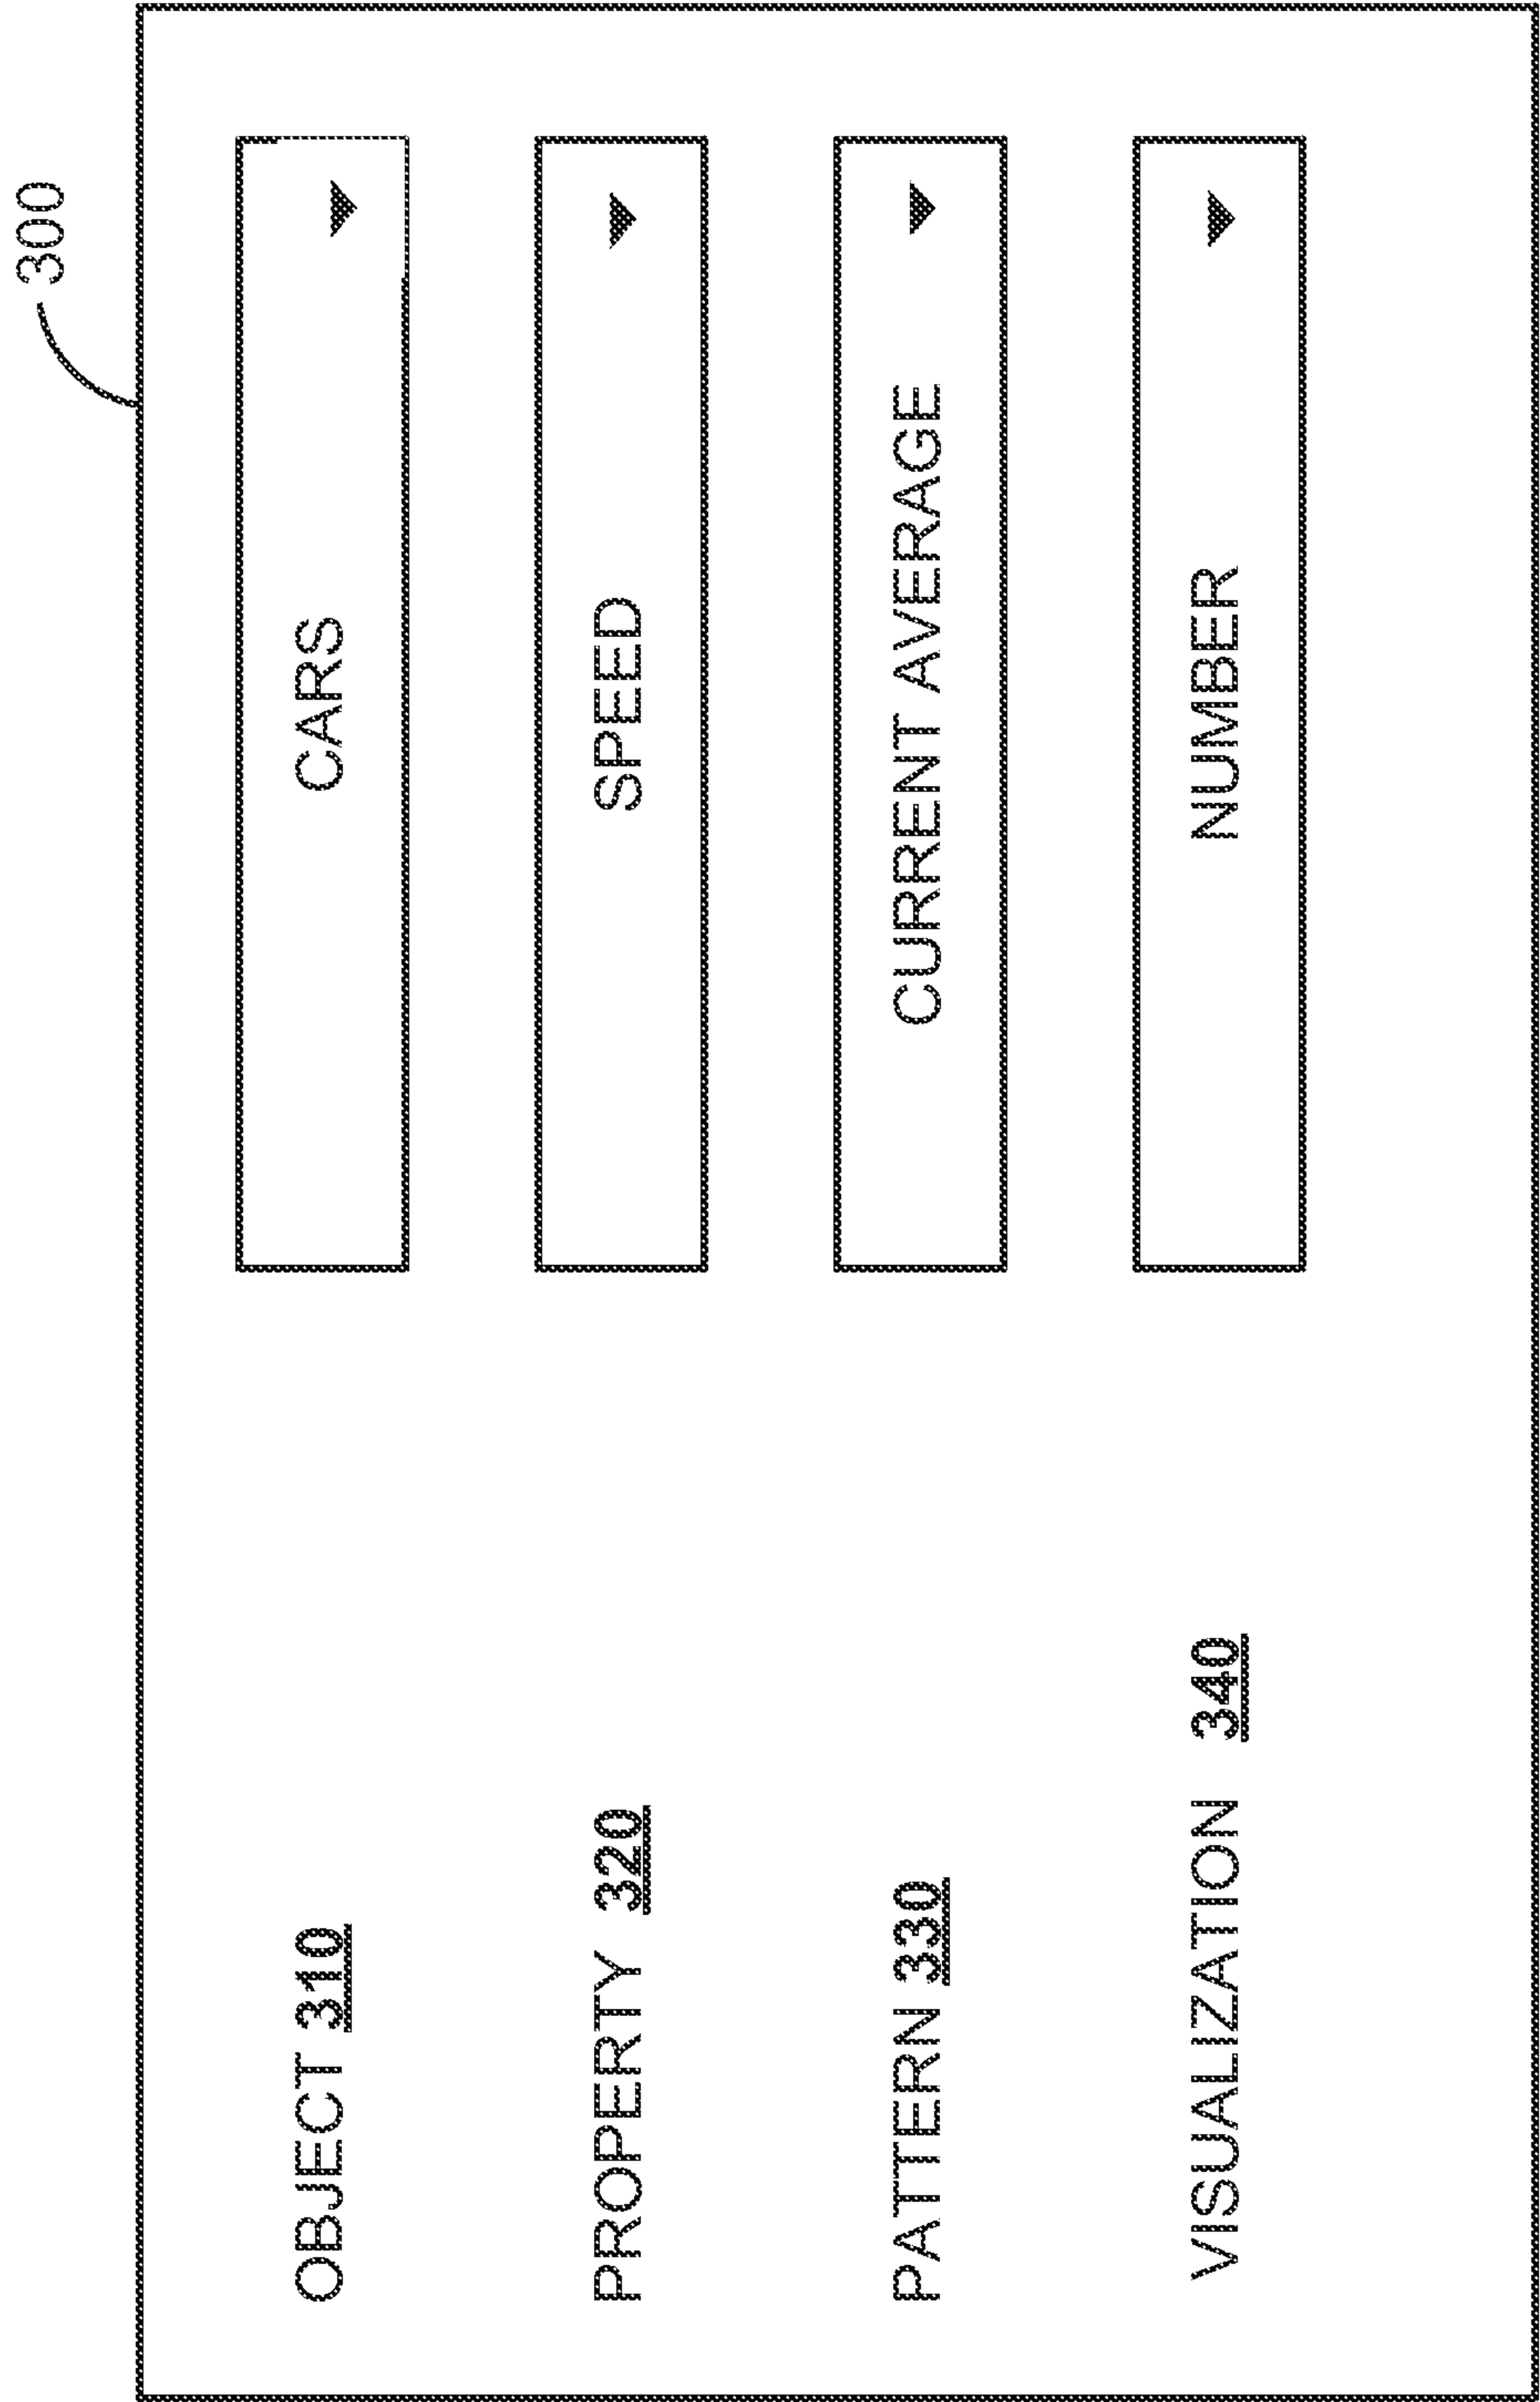 300
OBJECT 310 CARS
PROPERTY 320 SPEED
PATTERN 330 CURRENT AVERAGE
VISUALIZATION 340 NUMBER